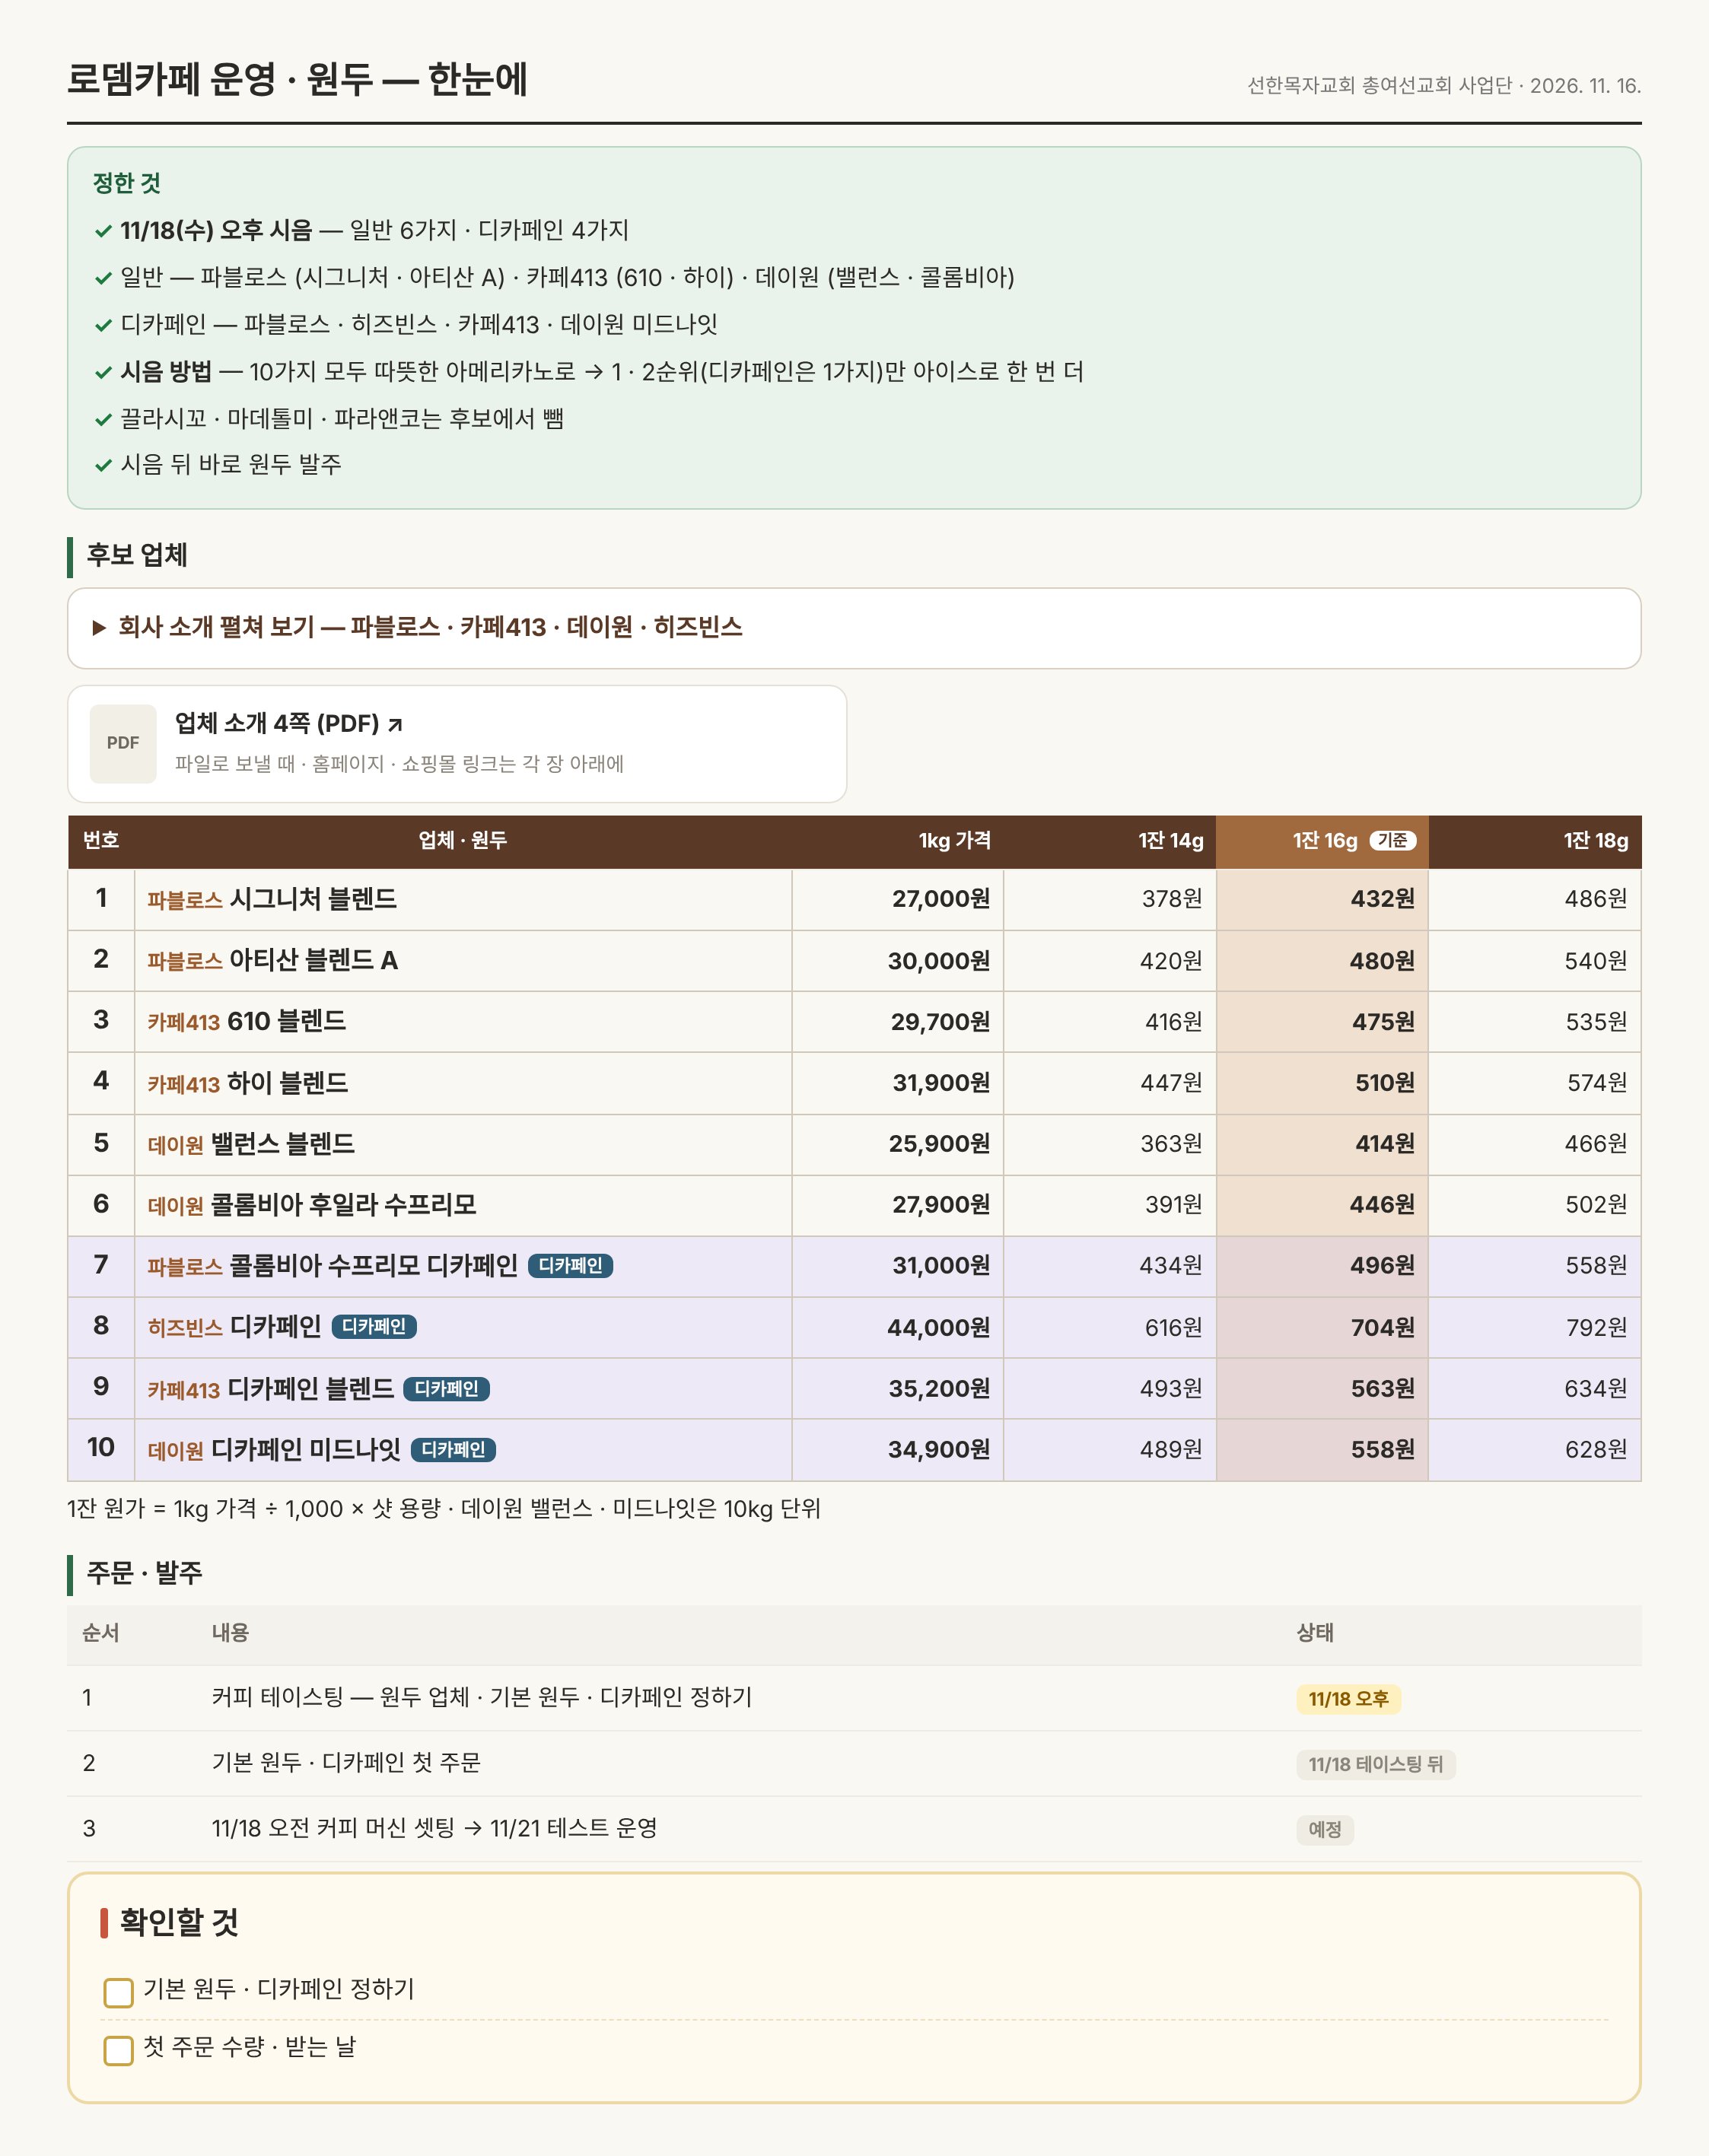 로뎀카페 운영 · 원두 — 한눈에
선한목자교회 총여선교회 사업단 · 2026. 11. 16.
정한 것
✓ 11/18(수) 오후 시음 — 일반 6가지 · 디카페인 4가지
✓ 일반 — 파블로스 (시그니처 · 아티산 A) · 카페413 (610 · 하이) · 데이원 (밸런스 · 콜롬비아)
✓ 디카페인 — 파블로스 · 히즈빈스 · 카페413 · 데이원 미드나잇
✓ 시음 방법 — 10가지 모두 따뜻한 아메리카노로 → 1 · 2순위(디카페인은 1가지)만 아이스로 한 번 더
✓ 끌라시꼬 · 마데톨미 · 파라앤코는 후보에서 뺌
✓ 시음 뒤 바로 원두 발주
후보 업체
▶ 회사 소개 펼쳐 보기 — 파블로스 · 카페413 · 데이원 · 히즈빈스
PDF
업체 소개 4쪽 (PDF) ↗
파일로 보낼 때 · 홈페이지 · 쇼핑몰 링크는 각 장 아래에
번호 업체 · 원두 1kg 가격 1잔 14g 1잔 16g 기준 1잔 18g
1 파블로스 시그니처 블렌드 27,000원 378원 432원 486원
2 파블로스 아티산 블렌드 A 30,000원 420원 480원 540원
3 카페413 610 블렌드 29,700원 416원 475원 535원
4 카페413 하이 블렌드 31,900원 447원 510원 574원
5 데이원 밸런스 블렌드 25,900원 363원 414원 466원
6 데이원 콜롬비아 후일라 수프리모 27,900원 391원 446원 502원
7 파블로스 콜롬비아 수프리모 디카페인 디카페인 31,000원 434원 496원 558원
8 히즈빈스 디카페인 디카페인 44,000원 616원 704원 792원
9 카페413 디카페인 블렌드 디카페인 35,200원 493원 563원 634원
10 데이원 디카페인 미드나잇 디카페인 34,900원 489원 558원 628원
1잔 원가 = 1kg 가격 ÷ 1,000 × 샷 용량 · 데이원 밸런스 · 미드나잇은 10kg 단위
주문 · 발주
순서 내용 상태
1 커피 테이스팅 — 원두 업체 · 기본 원두 · 디카페인 정하기 11/18 오후
2 기본 원두 · 디카페인 첫 주문 11/18 테이스팅 뒤
3 11/18 오전 커피 머신 셋팅 → 11/21 테스트 운영 예정
확인할 것
기본 원두 · 디카페인 정하기
첫 주문 수량 · 받는 날